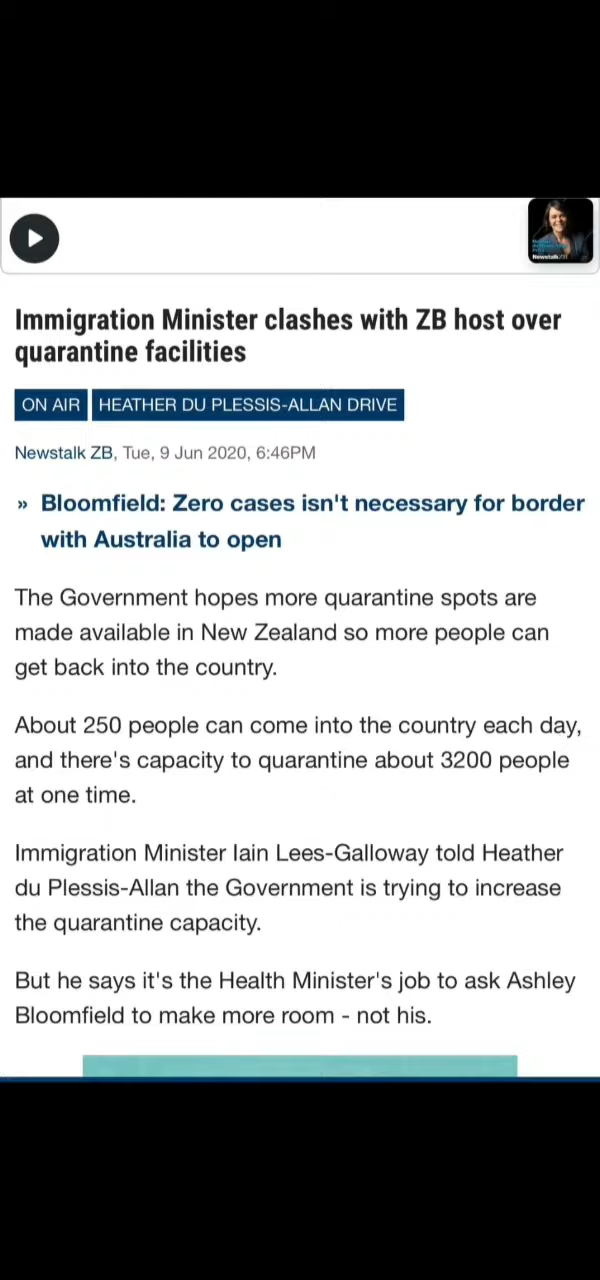 Newstalk ZB
Immigration Minister clashes with ZB host over
quarantine facilities
ON AIR HEATHER DU PLESSIS-ALLAN DRIVE
Newstalk ZB, Tue, 9 Jun 2020, 6:46PM
» Bloomfield: Zero cases isn't necessary for border
with Australia to open
The Government hopes more quarantine spots are
made available in New Zealand so more people can
get back into the country.
About 250 people can come into the country each day,
and there's capacity to quarantine about 3200 people
at one time.
Immigration Minister Iain Lees-Galloway told Heather
du Plessis-Allan the Government is trying to increase
the quarantine capacity.
But he says it's the Health Minister's job to ask Ashley
Bloomfield to make more room - not his.